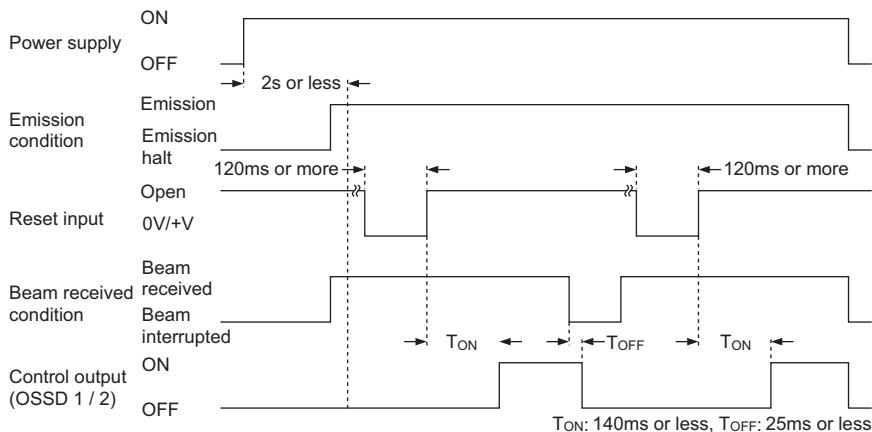 Power supply
ON
OFF
2s or less
Emission condition
Emission
Emission halt
120ms or more
120ms or more
Reset input
Open
0V/+V
Beam received condition
Beam received
Beam interrupted
TON
TOFF
TON
Control output (OSSD 1 / 2)
ON
OFF
TON: 140ms or less, TOFF: 25ms or less